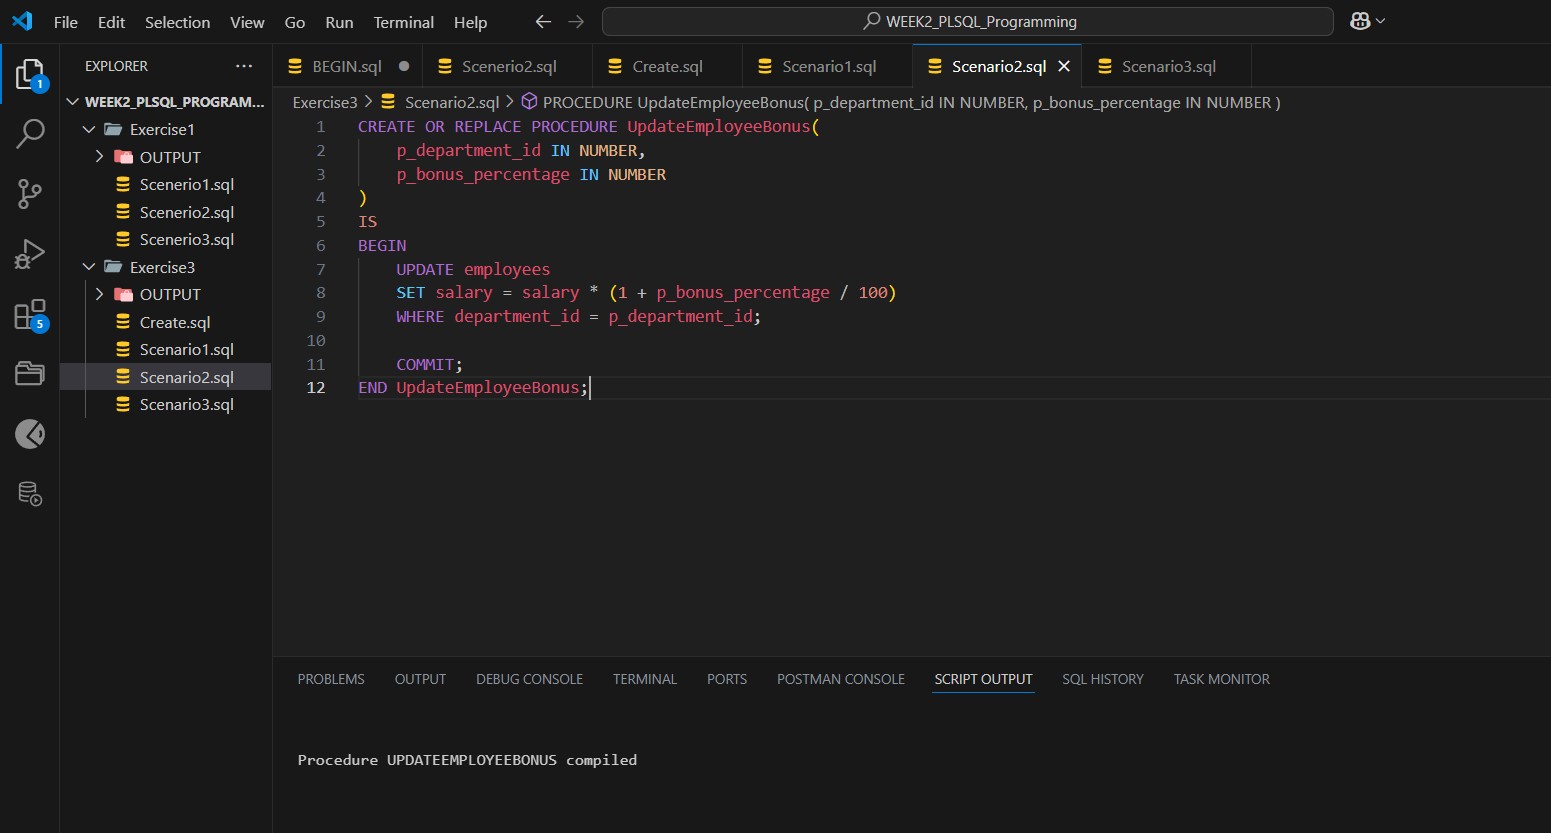 File Edit Selection View Go Run Terminal Help
WEEK2_PLSQL_Programming
EXPLORER ...
BEGIN.sql
Scenerio2.sql
Create.sql
Scenario1.sql
Scenario2.sql
Scenario3.sql
1
5
WEEK2_PLSQL_PROGRAM...
Exercise1
OUTPUT
Scenerio1.sql
Scenerio2.sql
Scenerio3.sql
Exercise3
OUTPUT
Create.sql
Scenario1.sql
Scenario2.sql
Scenario3.sql
Exercise3 > Scenario2.sql > PROCEDURE UpdateEmployeeBonus( p_department_id IN NUMBER, p_bonus_percentage IN NUMBER )
1 CREATE OR REPLACE PROCEDURE UpdateEmployeeBonus(
2 p_department_id IN NUMBER,
3 p_bonus_percentage IN NUMBER
4 )
5 IS
6 BEGIN
7 UPDATE employees
8 SET salary = salary * (1 + p_bonus_percentage / 100)
9 WHERE department_id = p_department_id;
10
11 COMMIT;
12 END UpdateEmployeeBonus;
PROBLEMS OUTPUT DEBUG CONSOLE TERMINAL PORTS POSTMAN CONSOLE SCRIPT OUTPUT SQL HISTORY TASK MONITOR
Procedure UPDATEEMPLOYEEBONUS compiled